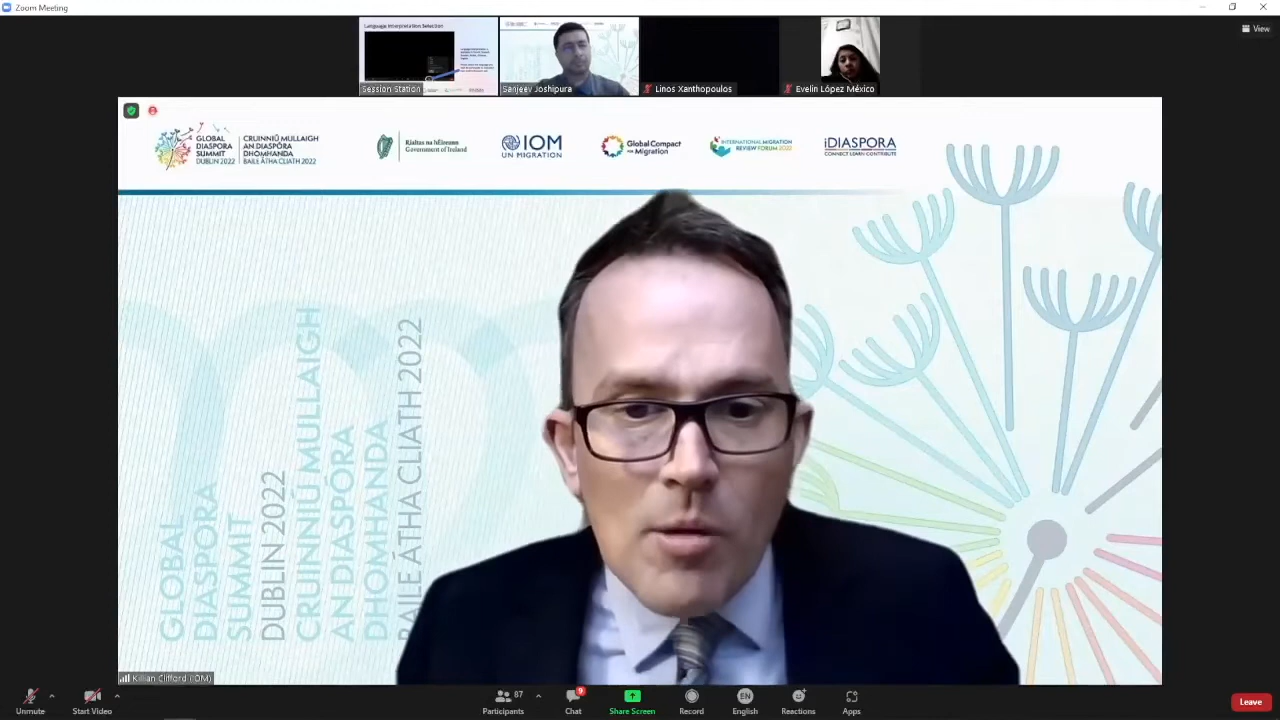 Zoom Meeting
View
Language Interpretation Selection
Session Station
Sanjeev Joshipura
Linos Xanthopoulos
Evelin López México
GLOBAL
DIASPORA
SUMMIT
DUBLIN 2022
CRUINNIÚ MULLAIGH
AN DIASPÓRA
DHOMHANDA
BAILE ÁTHA CLIATH 2022
Rialtas na hÉireann
Government of Ireland
IOM
UN MIGRATION
Global Compact
FOR Migration
INTERNATIONAL MIGRATION
REVIEW FORUM 2022
iDIASPORA
CONNECT LEARN CONTRIBUTE
GLOBAL
DIASPORA
SUMMIT
DUBLIN 2022
CRUINNIÚ MULLAIGH
AN DIASPÓRA
DHOMHANDA
BAILE ÁTHA CLIATH 2022
Killian Clifford (IOM)
Unmute
Start Video
87
Participants
9
Chat
Share Screen
Record
EN
English
Reactions
Apps
Leave